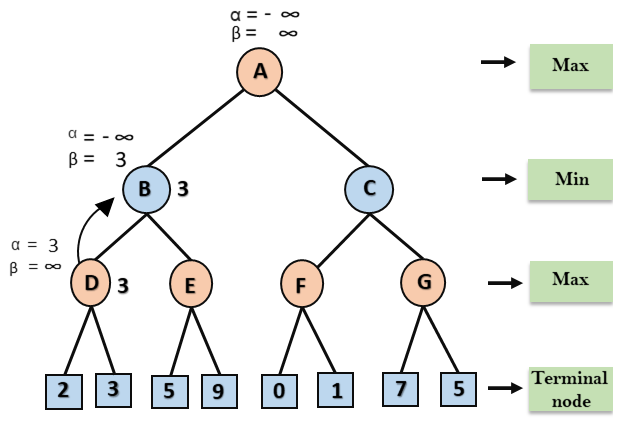 α = - ∞
β = ∞
A
Max
α = - ∞
β = 3
B 3
C
Min
α = 3
β = ∞
D 3
E
F
G
Max
2 3 5 9 0 1 7 5
Terminal
node